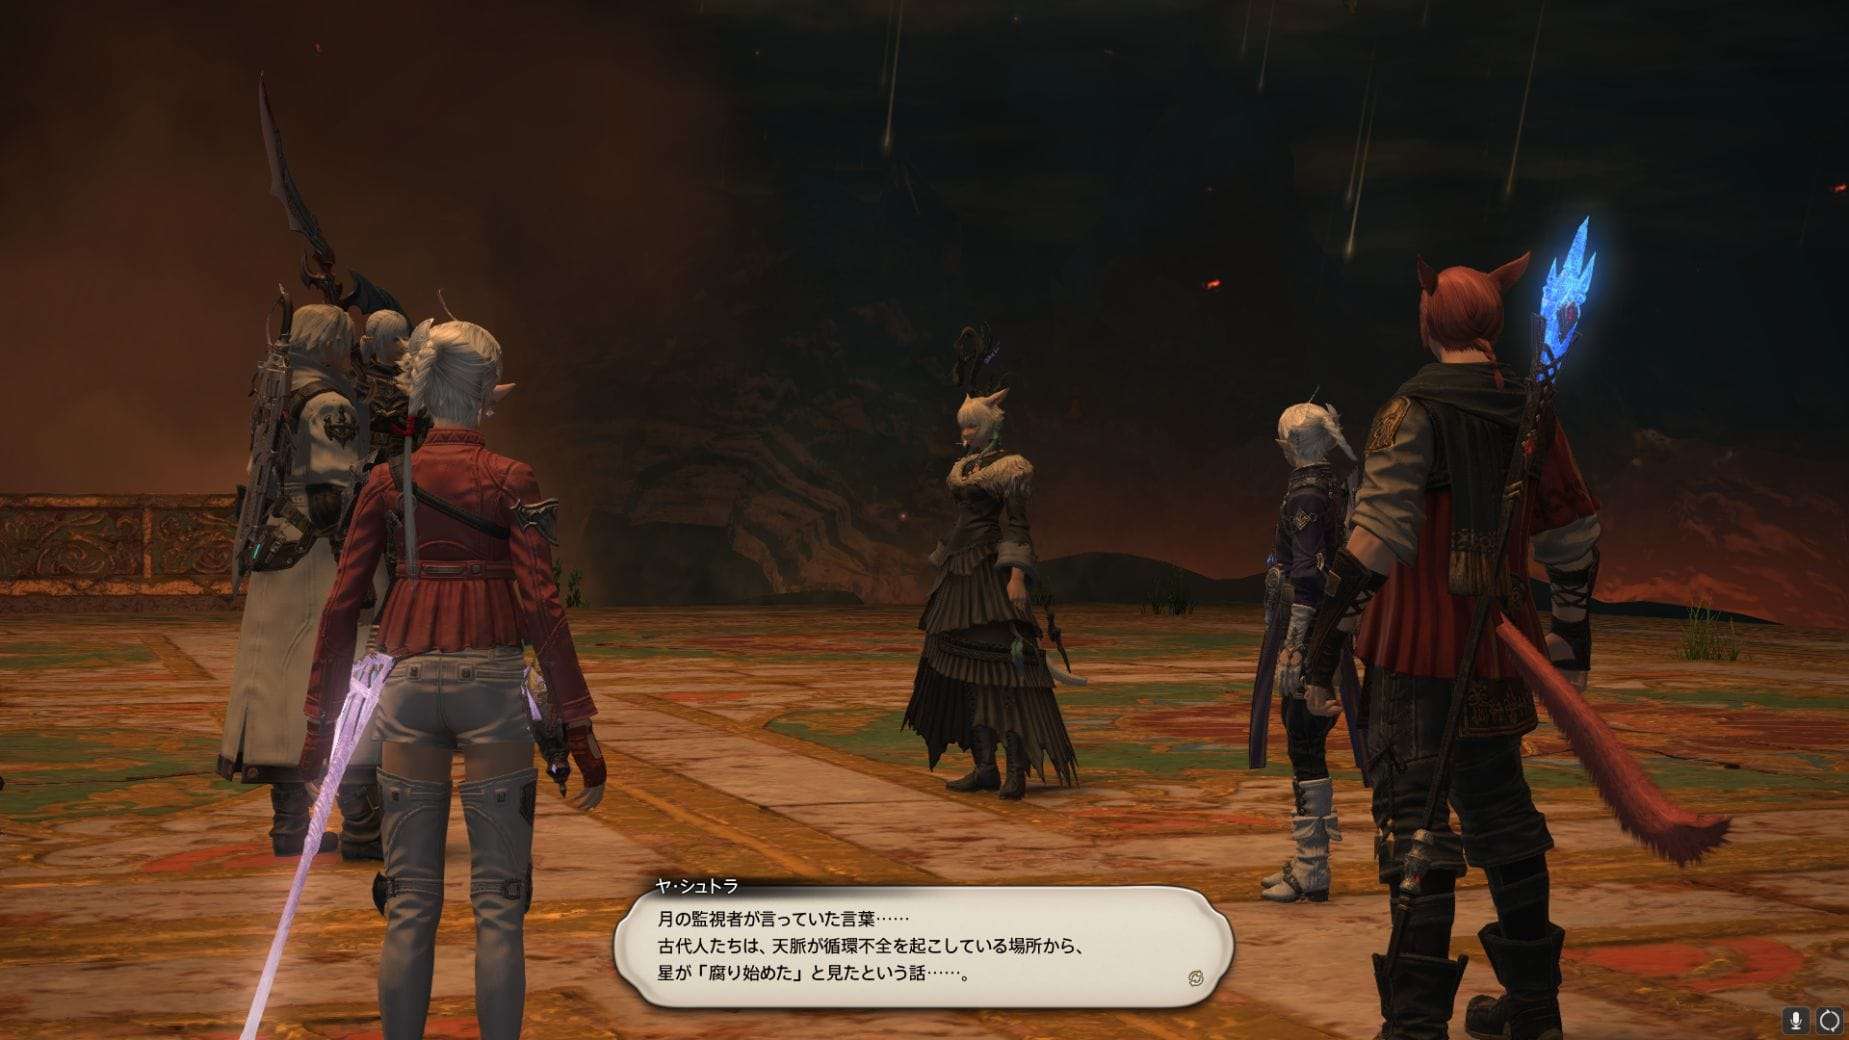 ヤ・シュトラ
月の監視者が言っていた言葉……
古代人たちは、天脈が循環不全を起こしている場所から、
星が「腐り始めた」と見たという話……。